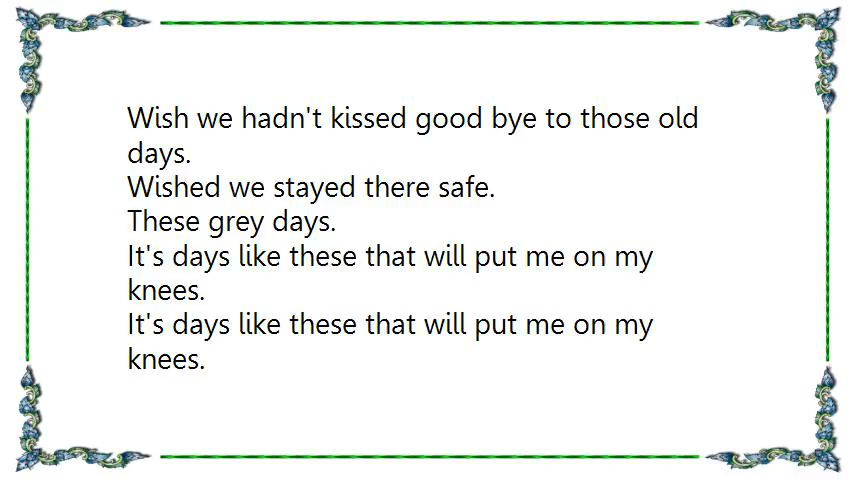 Wish we hadn't kissed good bye to those old
days.
Wished we stayed there safe.
These grey days.
It's days like these that will put me on my
knees.
It's days like these that will put me on my
knees.